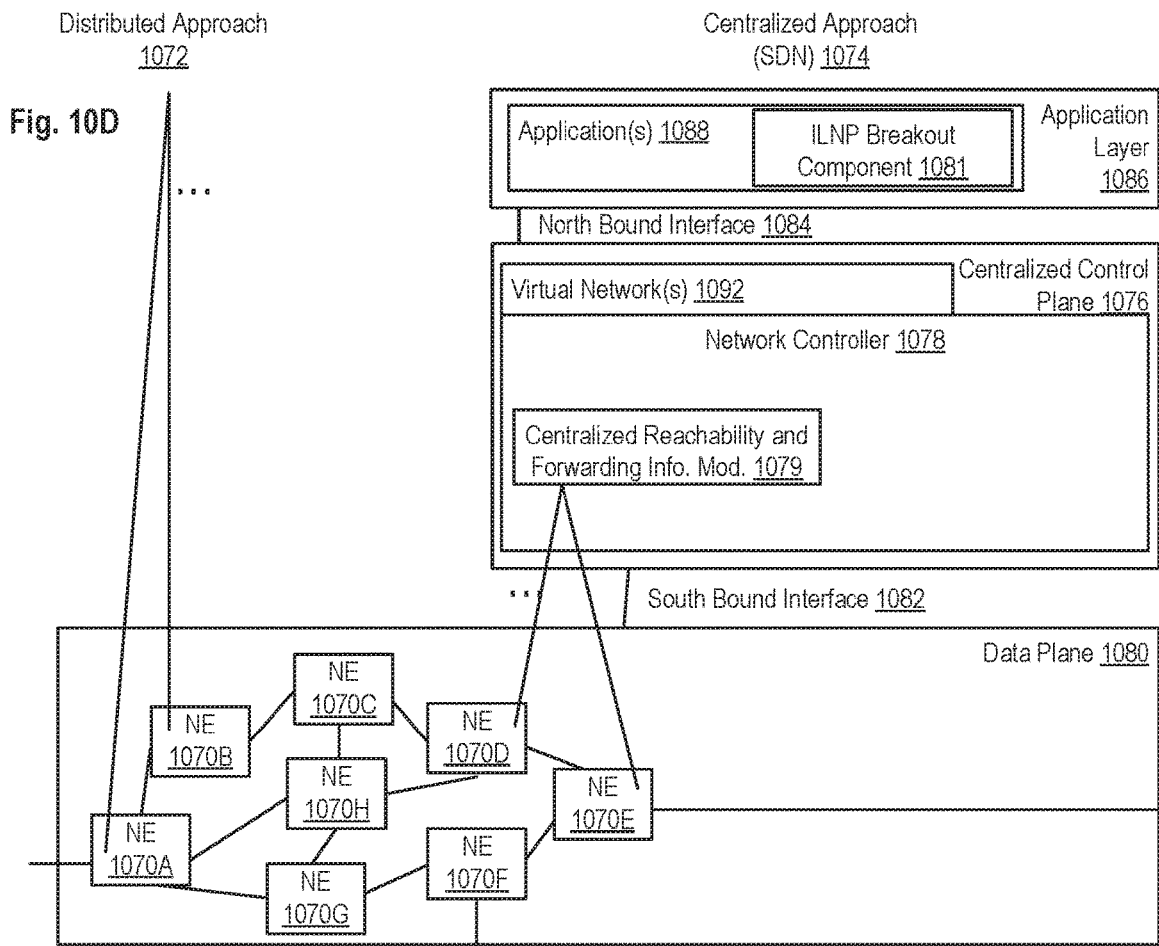 Distributed Approach
1072
Centralized Approach
(SDN) 1074
Fig. 10D
Application(s) 1088
ILNP Breakout
Component 1081
Application
Layer
1086
...
North Bound Interface 1084
Virtual Network(s) 1092
Centralized Control
Plane 1076
Network Controller 1078
Centralized Reachability and
Forwarding Info. Mod. 1079
...
South Bound Interface 1082
Data Plane 1080
NE
1070C
NE
1070B
NE
1070D
NE
1070H
NE
1070E
NE
1070A
NE
1070F
NE
1070G